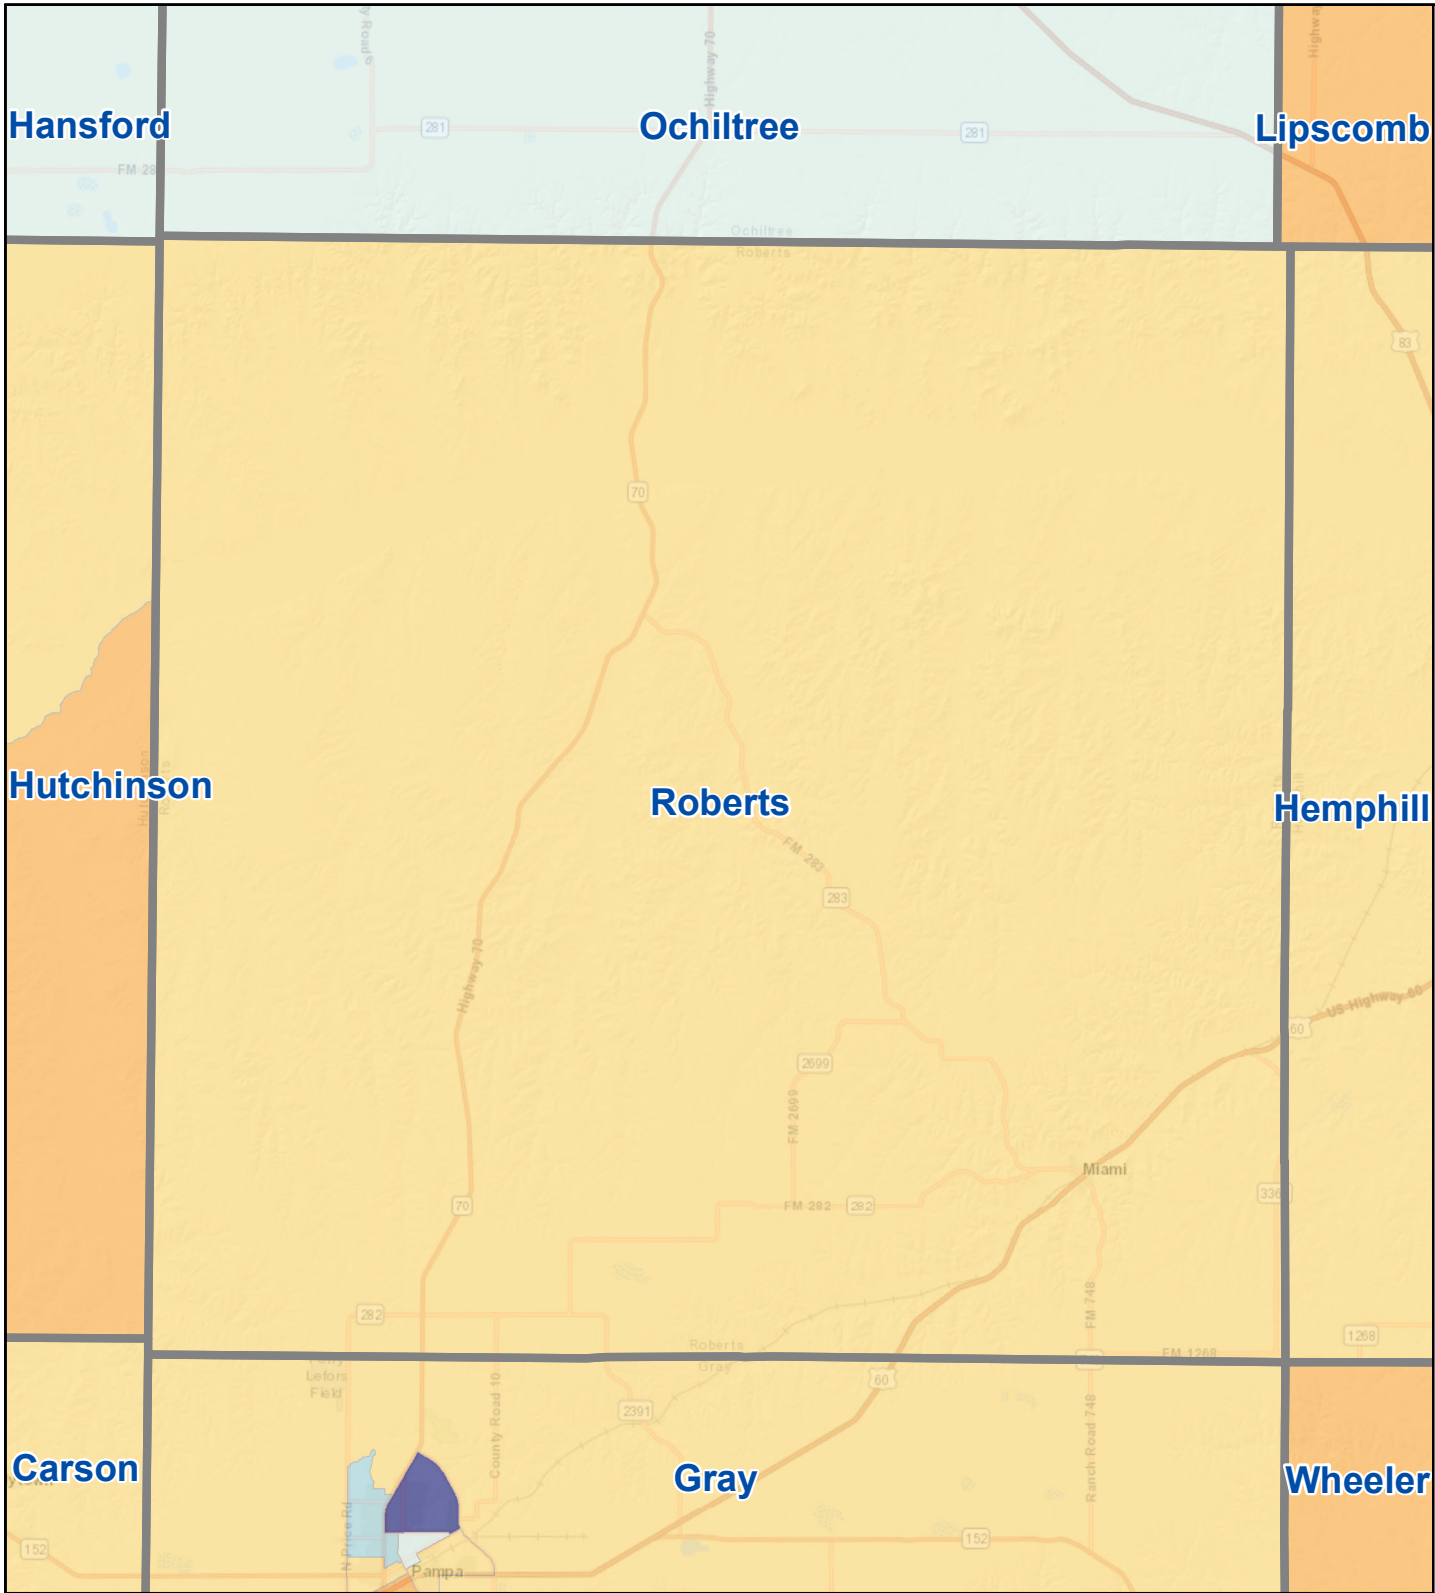 Highway 70
Hansford
Ochiltree
Lipscomb
281
281
FM 28
Ochiltree
Roberts
83
70
Hutchinson
Roberts
Hemphill
FM 283
283
Highway 70
US Highway 60
60
2699
FM 2699
Miami
70
FM 282
282
336
282
FM 748
Roberts
Gray
1268
FM 1268
Lefors
Field
60
County Road 10
2391
Ranch Road 748
Carson
Gray
Wheeler
N Price Rd
152
152
Pampa